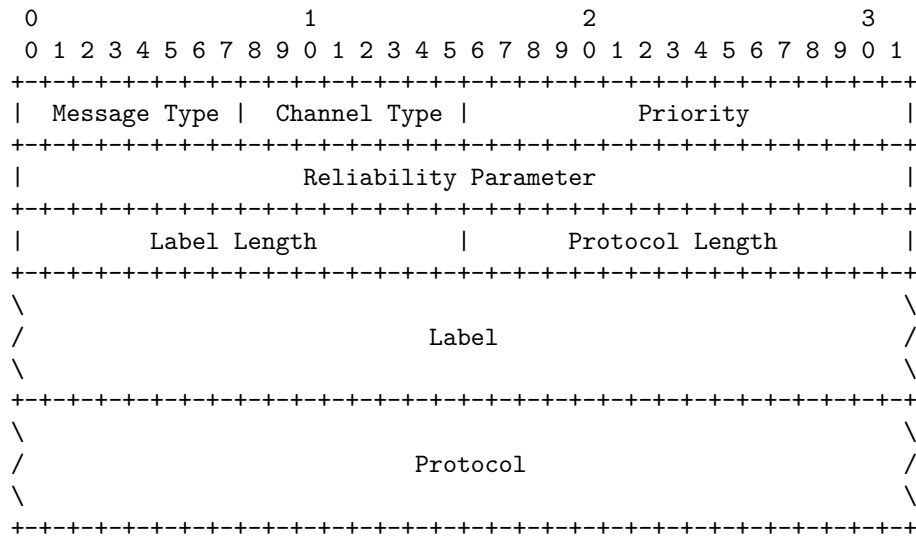 0                   1                   2                   3
 0 1 2 3 4 5 6 7 8 9 0 1 2 3 4 5 6 7 8 9 0 1 2 3 4 5 6 7 8 9 0 1
+-+-+-+-+-+-+-+-+-+-+-+-+-+-+-+-+-+-+-+-+-+-+-+-+-+-+-+-+-+-+-+-+
|  Message Type |  Channel Type |            Priority           |
+-+-+-+-+-+-+-+-+-+-+-+-+-+-+-+-+-+-+-+-+-+-+-+-+-+-+-+-+-+-+-+-+
|                    Reliability Parameter                      |
+-+-+-+-+-+-+-+-+-+-+-+-+-+-+-+-+-+-+-+-+-+-+-+-+-+-+-+-+-+-+-+-+
|         Label Length          |       Protocol Length         |
+-+-+-+-+-+-+-+-+-+-+-+-+-+-+-+-+-+-+-+-+-+-+-+-+-+-+-+-+-+-+-+-+
\                                                               \
/                             Label                             /
\                                                               \
+-+-+-+-+-+-+-+-+-+-+-+-+-+-+-+-+-+-+-+-+-+-+-+-+-+-+-+-+-+-+-+-+
\                                                               \
/                            Protocol                           /
\                                                               \
+-+-+-+-+-+-+-+-+-+-+-+-+-+-+-+-+-+-+-+-+-+-+-+-+-+-+-+-+-+-+-+-+